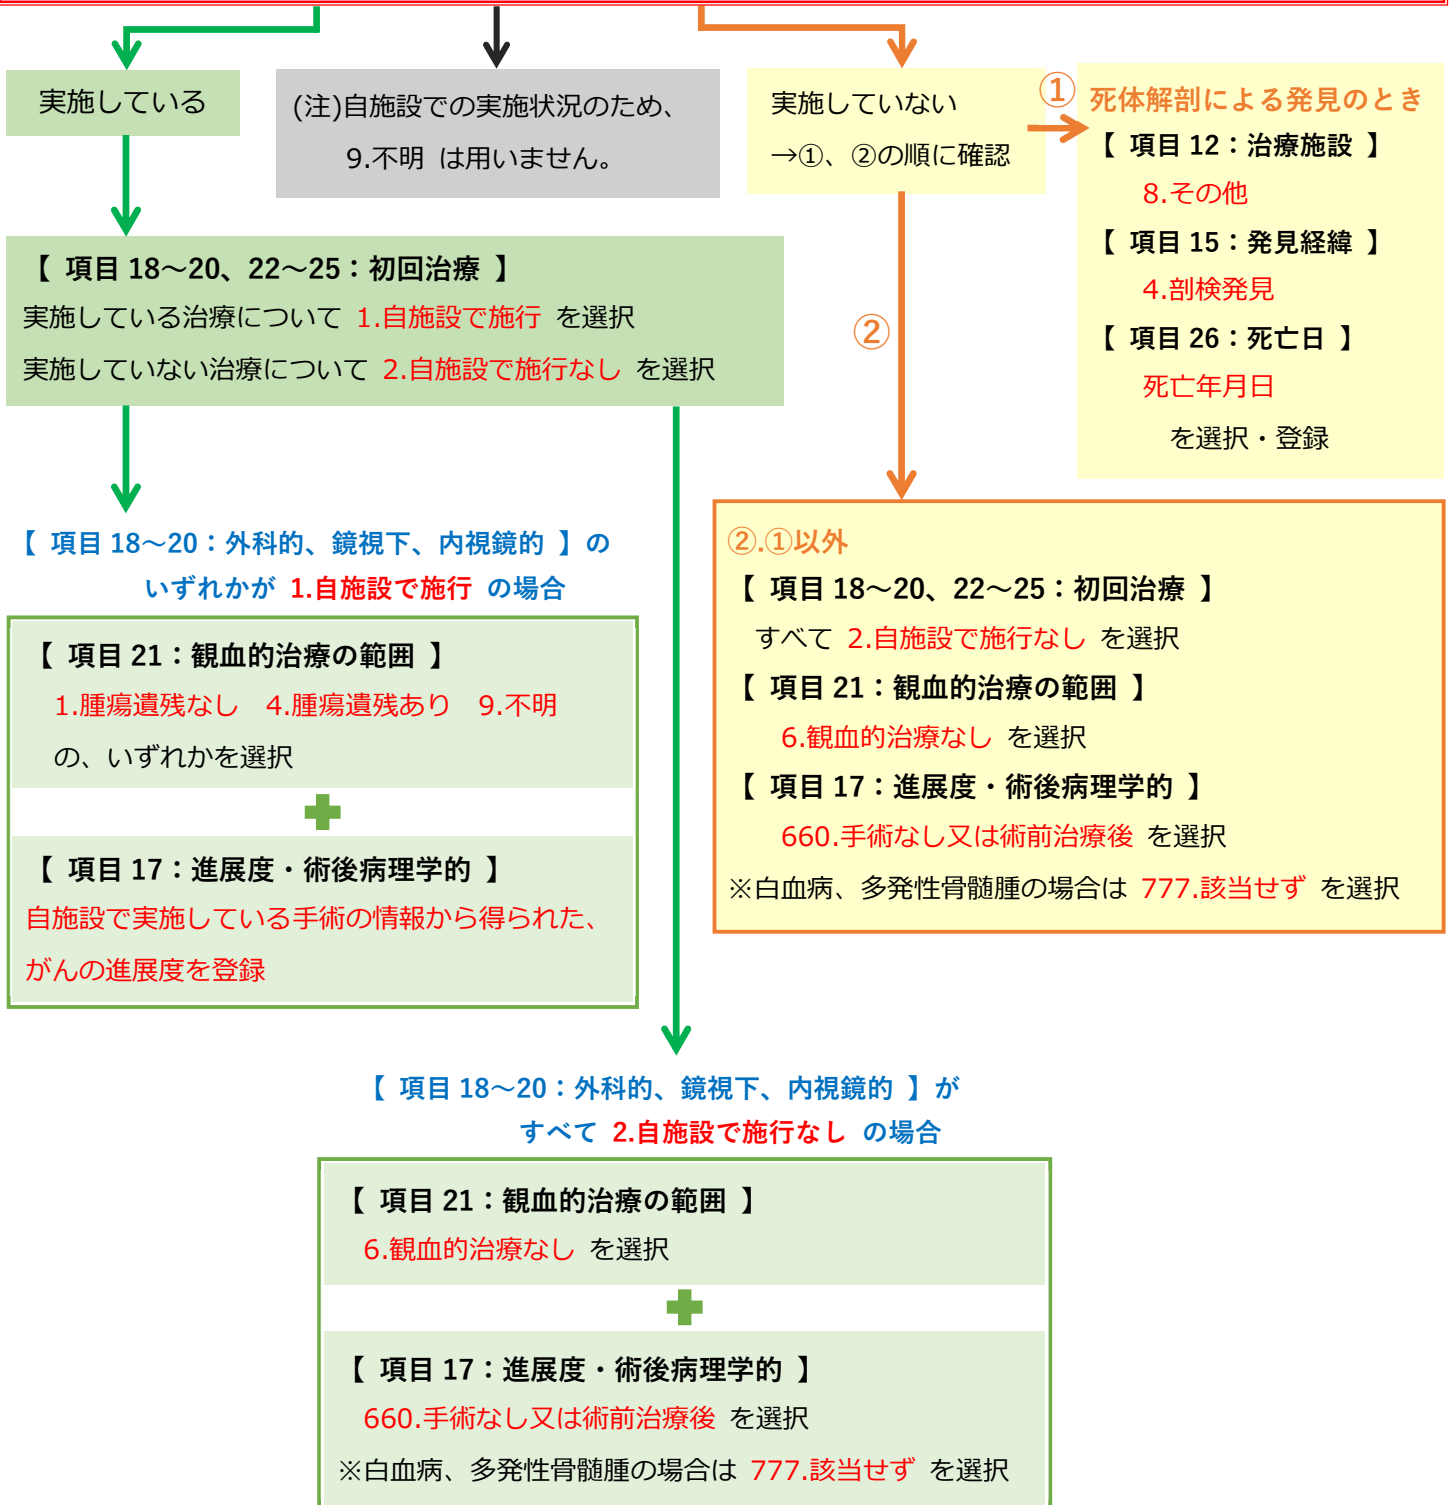 実施している
(注)自施設での実施状況のため、
9.不明 は用いません。
実施していない
→①、②の順に確認
①
死体解剖による発見のとき
【 項目 12：治療施設 】
8.その他
【 項目 15：発見経緯 】
4.剖検発見
【 項目 26：死亡日 】
死亡年月日
を選択・登録
【 項目 18～20、22～25：初回治療 】
実施している治療について 1.自施設で施行 を選択
実施していない治療について 2.自施設で施行なし を選択
②
【 項目 18～20：外科的、鏡視下、内視鏡的 】の
いずれかが 1.自施設で施行 の場合
【 項目 21：観血的治療の範囲 】
1.腫瘍遺残なし 4.腫瘍遺残あり 9.不明
の、いずれかを選択
【 項目 17：進展度・術後病理学的 】
自施設で実施している手術の情報から得られた、
がんの進展度を登録
②.①以外
【 項目 18～20、22～25：初回治療 】
すべて 2.自施設で施行なし を選択
【 項目 21：観血的治療の範囲 】
6.観血的治療なし を選択
【 項目 17：進展度・術後病理学的 】
660.手術なし又は術前治療後 を選択
※白血病、多発性骨髄腫の場合は 777.該当せず を選択
【 項目 18～20：外科的、鏡視下、内視鏡的 】が
すべて 2.自施設で施行なし の場合
【 項目 21：観血的治療の範囲 】
6.観血的治療なし を選択
【 項目 17：進展度・術後病理学的 】
660.手術なし又は術前治療後 を選択
※白血病、多発性骨髄腫の場合は 777.該当せず を選択